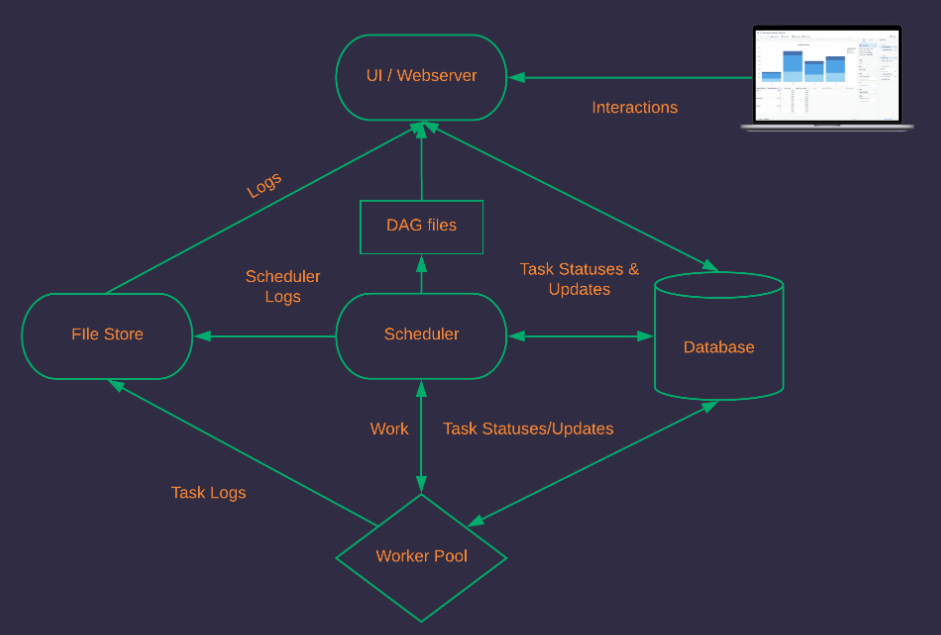 UI / Webserver
Interactions
Logs
DAG files
Scheduler
Logs
Task Statuses &
Updates
FIle Store
Scheduler
Database
Work
Task Statuses/Updates
Task Logs
Worker Pool